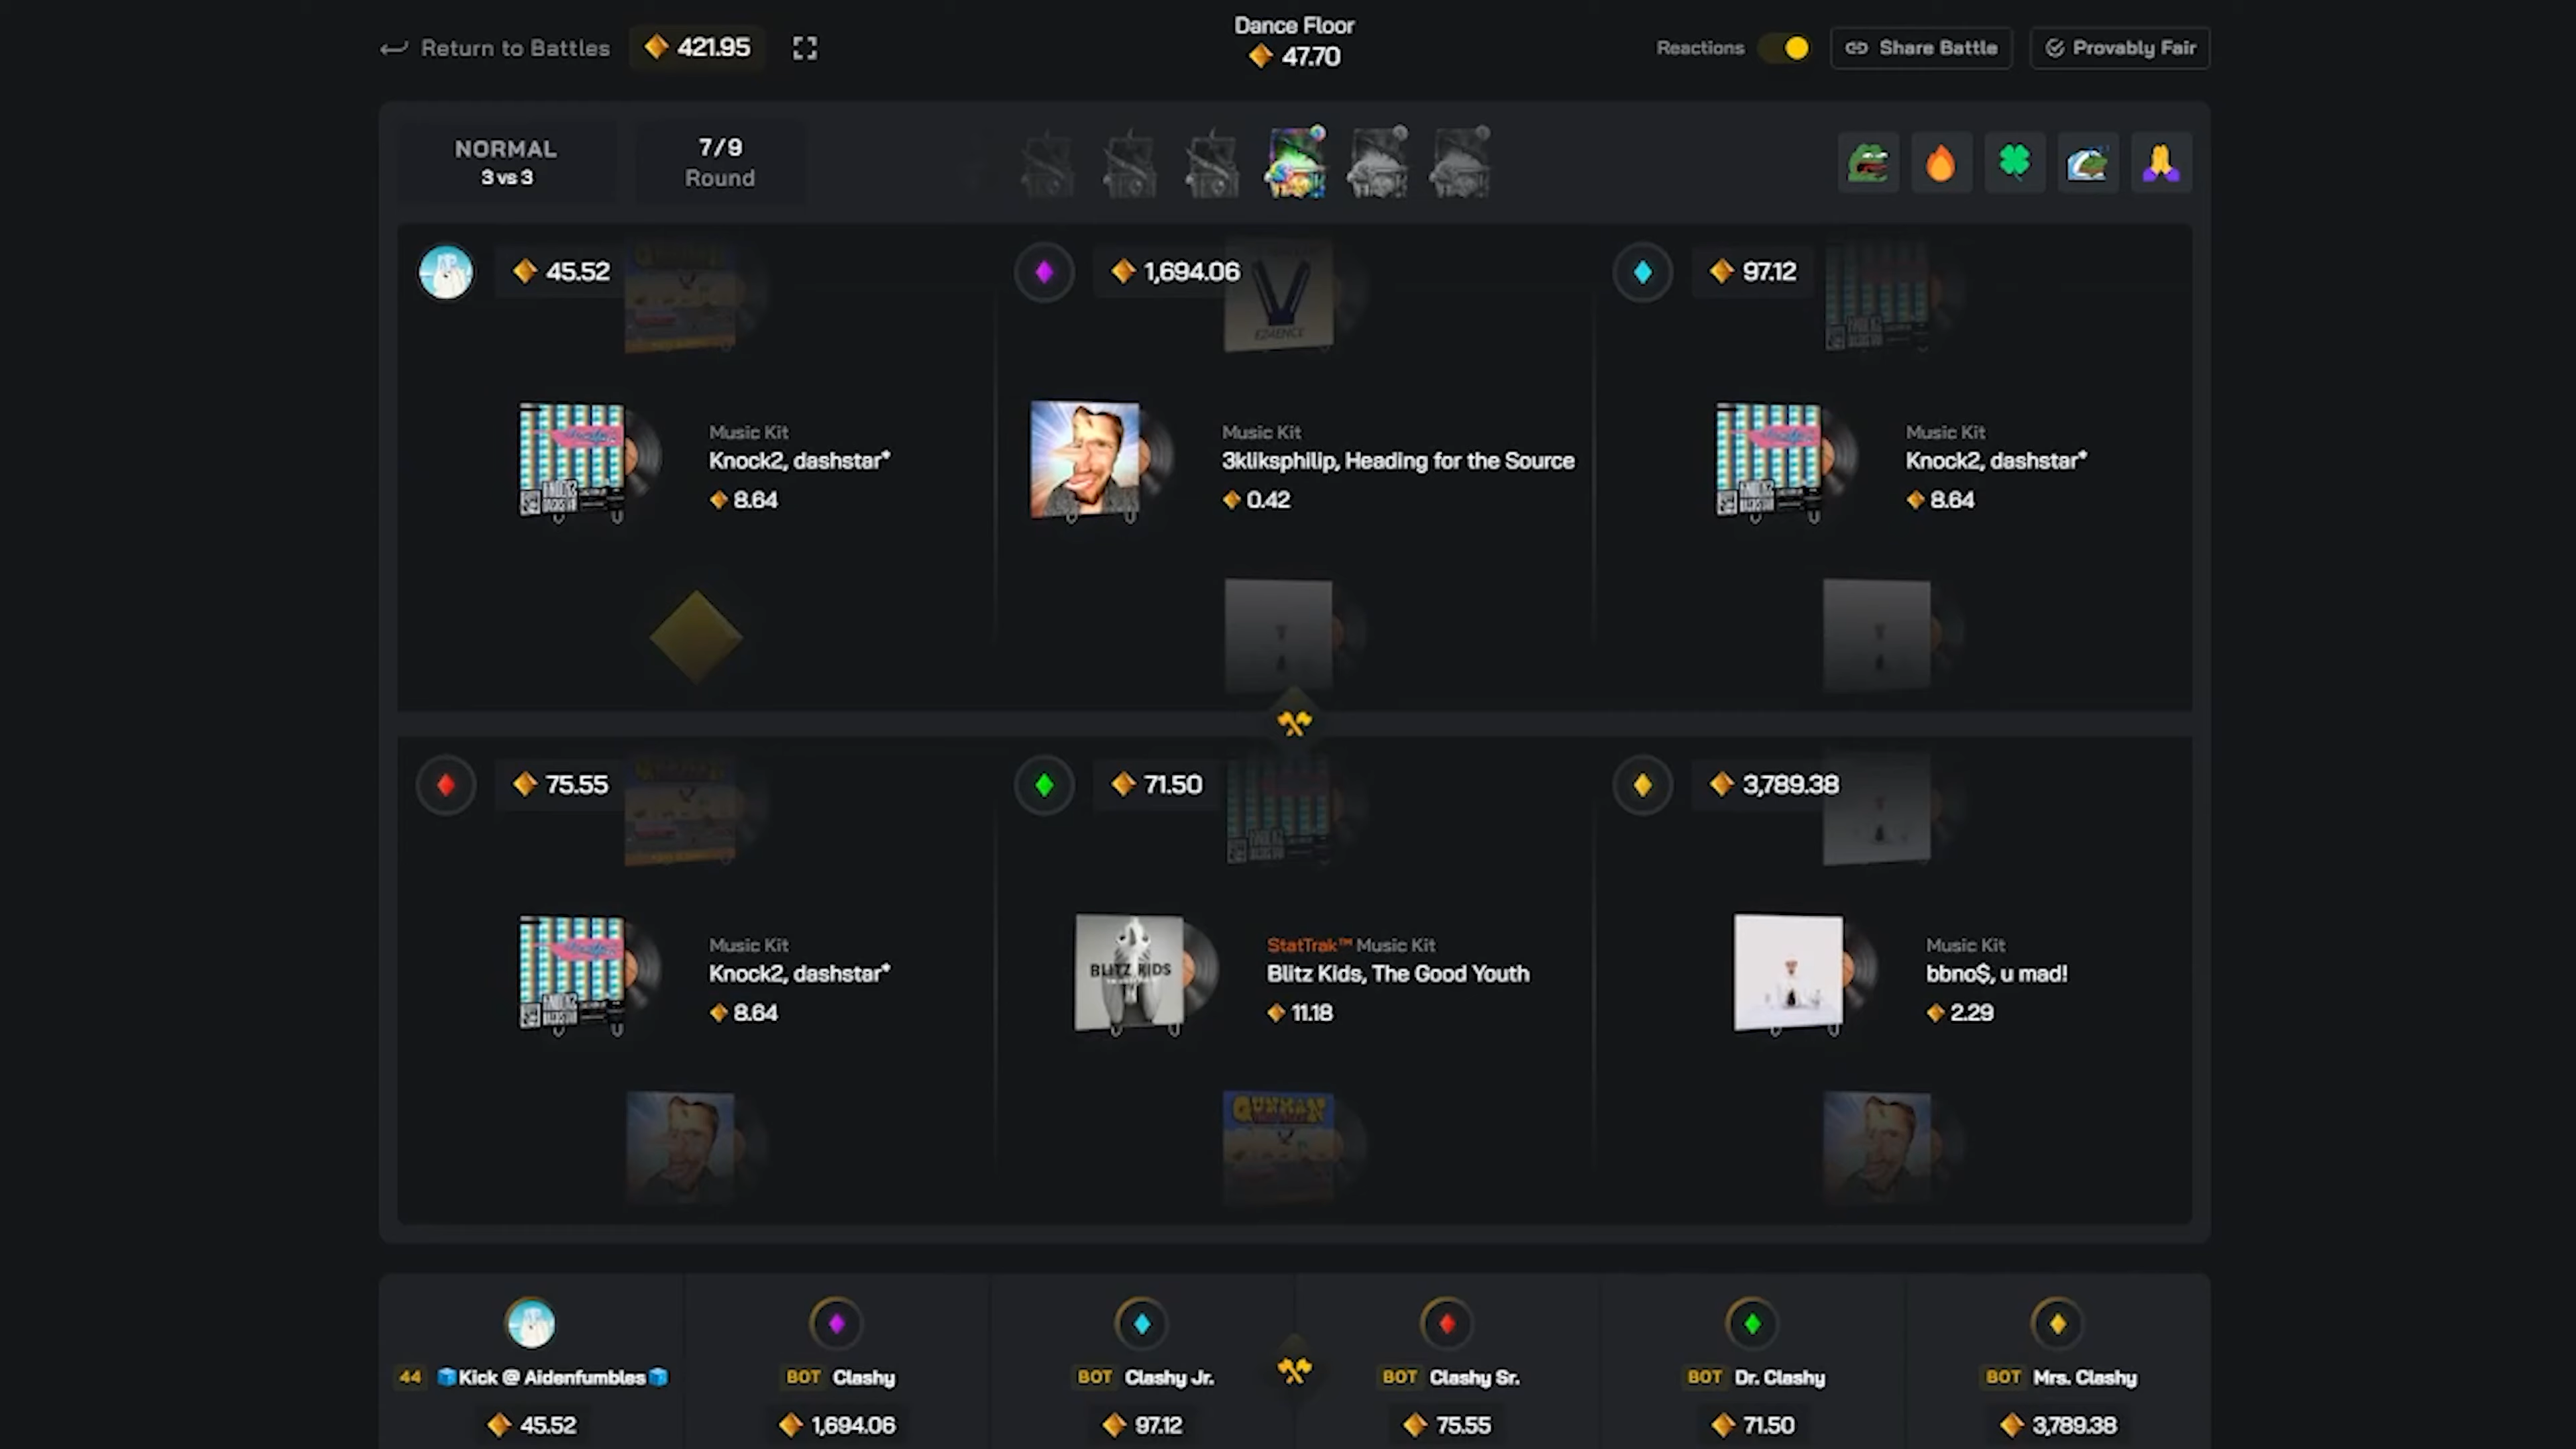 Return to Battles
421.95
Dance Floor
47.70
Reactions
Share Battle
Provably Fair
NORMAL
3 vs 3
7/9
Round
45.52
1,694.06
EZ4ENCE
97.12
Music Kit
Knock2, dashstar*
8.64
Music Kit
3kliksphilip, Heading for the Source
0.42
Music Kit
Knock2, dashstar*
8.64
75.55
71.50
3,789.38
Music Kit
Knock2, dashstar*
8.64
BLITZ KIDS
StatTrak™ Music Kit
Blitz Kids, The Good Youth
11.18
Music Kit
bbno$, u mad!
2.29
GUNMAN
44 Kick @ Aidenfumbles
45.52
BOT Clashy
1,694.06
BOT Clashy Jr.
97.12
BOT Clashy Sr.
75.55
BOT Dr. Clashy
71.50
BOT Mrs. Clashy
3,789.38